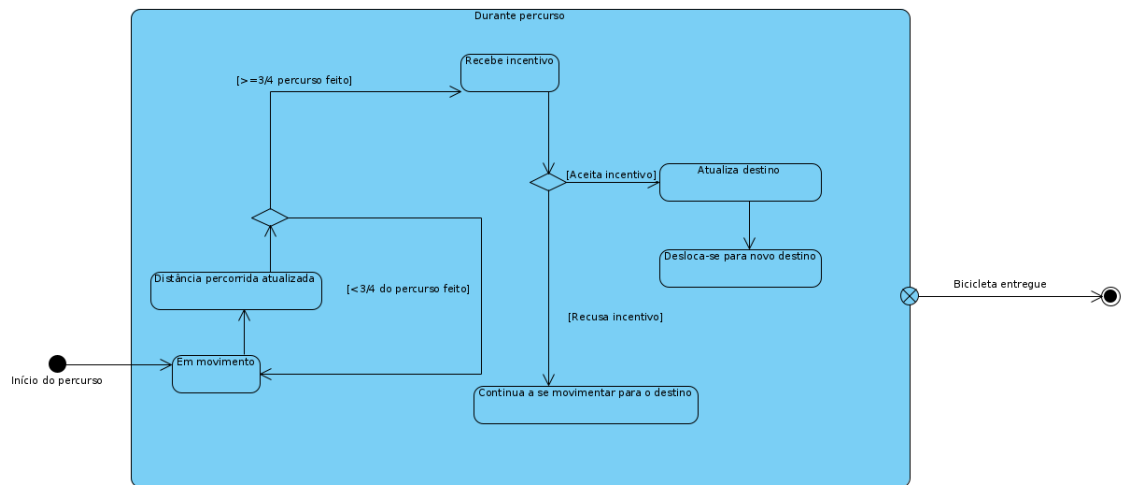 Durante percurso
Recebe incentivo
[>=3/4 percurso feito]
[Aceita incentivo]
Atualiza destino
Desloca-se para novo destino
Distância percorrida atualizada
[<3/4 do percurso feito]
Bicicleta entregue
[Recusa incentivo]
Em movimento
Início do percurso
Continua a se movimentar para o destino